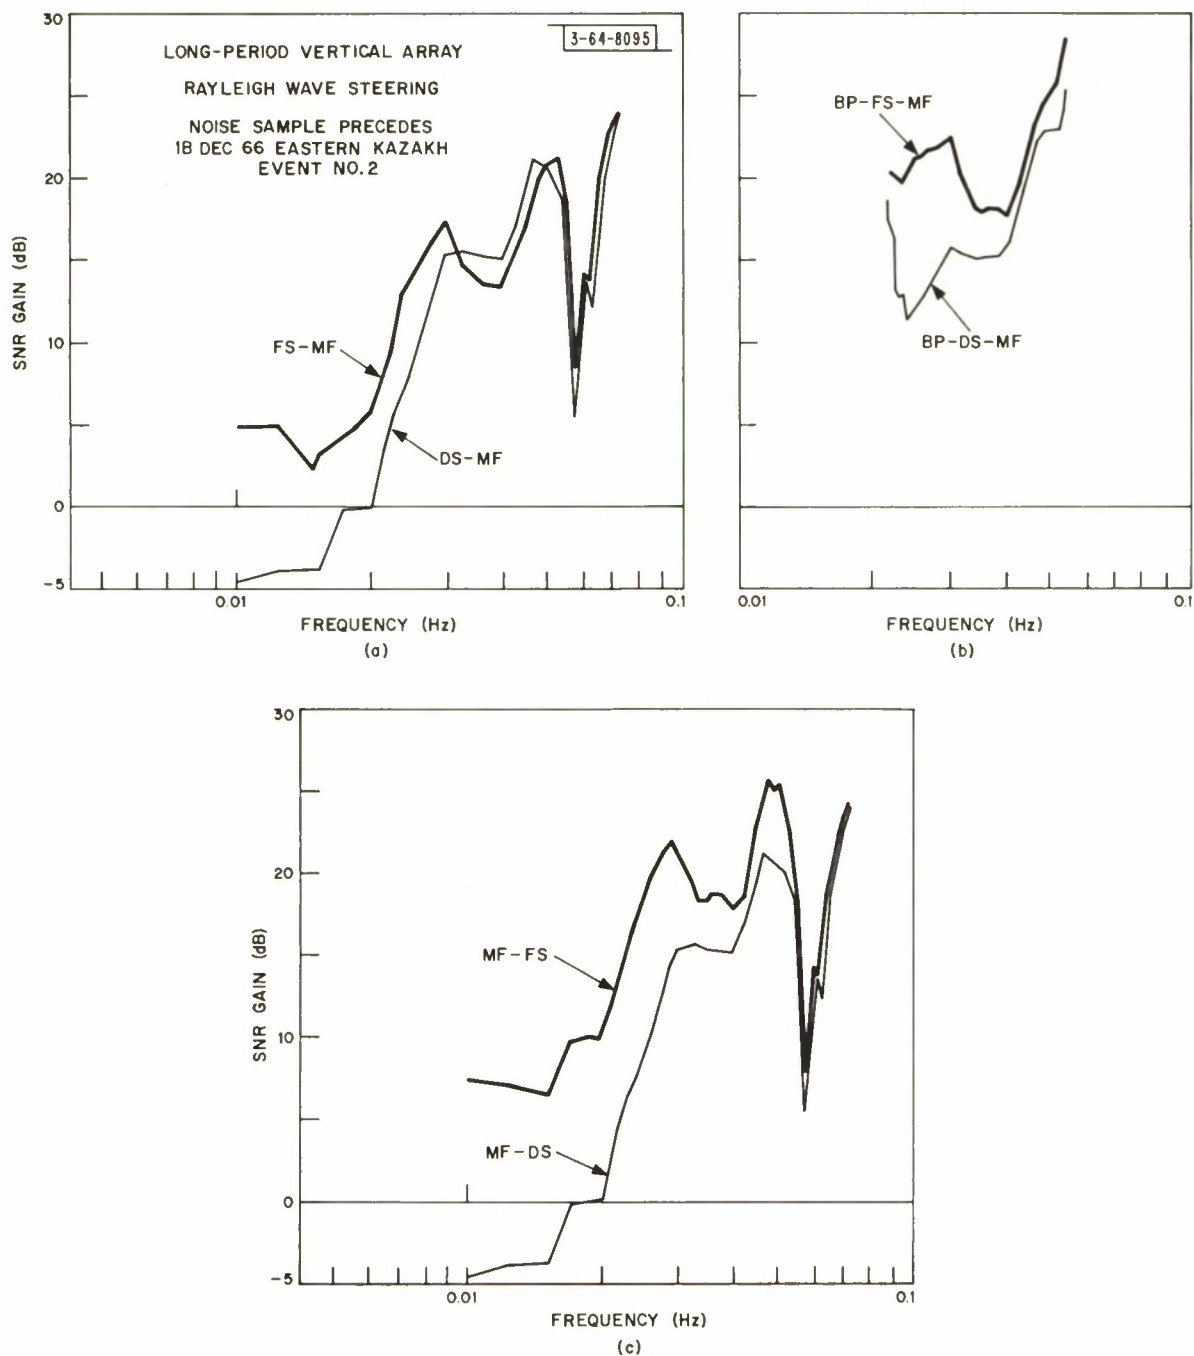 30
20
10
0
-5
SNR GAIN (dB)
LONG-PERIOD VERTICAL ARRAY
RAYLEIGH WAVE STEERING
NOISE SAMPLE PRECEDES
18 DEC 66 EASTERN KAZAKH
EVENT NO.2
3-64-8095
FS-MF
DS-MF
0.01
0.1
FREQUENCY (Hz)
(a)
BP-FS-MF
BP-DS-MF
0.01
0.1
FREQUENCY (Hz)
(b)
30
20
10
0
-5
SNR GAIN (dB)
MF-FS
MF-DS
0.01
0.1
FREQUENCY (Hz)
(c)